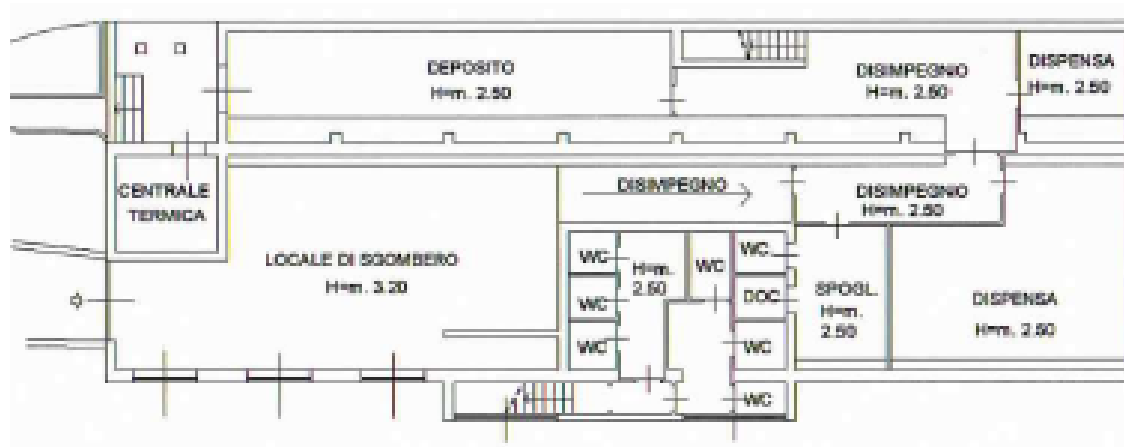 DEPOSITO
H=m. 2.50
DISIMPEGNO
H=m. 2.50
DISPENSA
H=m. 2.50
CENTRALE
TERMICA
DISIMPEGNO
DISIMPEGNO
H=m. 2.50
LOCALE DI SGOMBERO
H=m. 3.20
WC
H=m.
2.50
WC
WC
WC
DOC
WC
WC
WC
WC
SPOGL.
H=m.
2.50
DISPENSA
H=m. 2.50